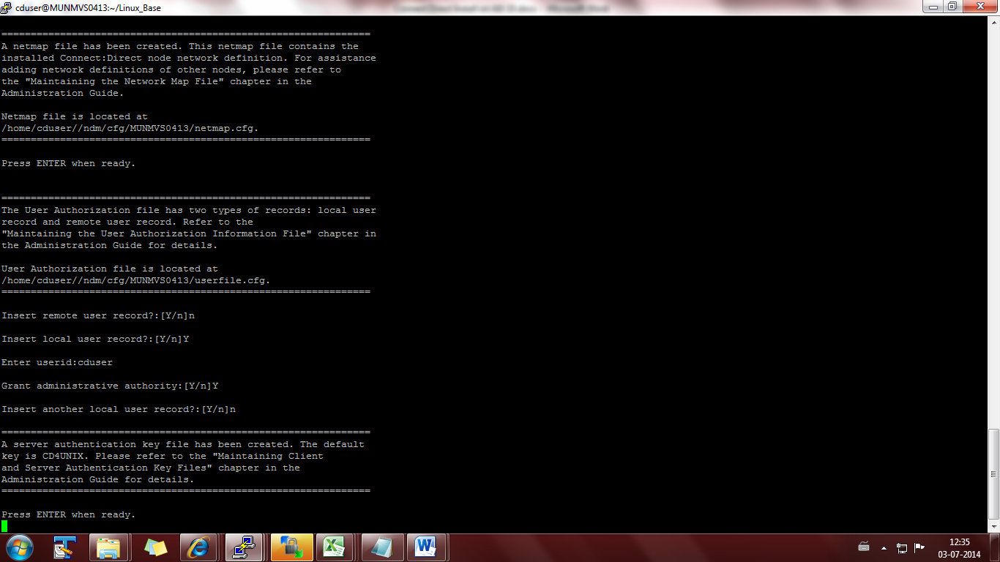 cduser@MUNMVS0413:~/Linux_Base
===============================================================
A netmap file has been created. This netmap file contains the
installed Connect:Direct node network definition. For assistance
adding network definitions of other nodes, please refer to
the "Maintaining the Network Map File" chapter in the
Administration Guide.
Netmap file is located at
/home/cduser//ndm/cfg/MUNMVS0413/netmap.cfg.
===============================================================
Press ENTER when ready.
===============================================================
The User Authorization file has two types of records: local user
record and remote user record. Refer to the
"Maintaining the User Authorization Information File" chapter in
the Administration Guide for details.
User Authorization file is located at
/home/cduser//ndm/cfg/MUNMVS0413/userfile.cfg.
===============================================================
Insert remote user record?:[Y/n]n
Insert local user record?:[Y/n]Y
Enter userid:cduser
Grant administrative authority:[Y/n]Y
Insert another local user record?:[Y/n]n
===============================================================
A server authentication key file has been created. The default
key is CD4UNIX. Please refer to the "Maintaining Client
and Server Authentication Key Files" chapter in the
Administration Guide for details.
===============================================================
Press ENTER when ready.
12:35
03-07-2014